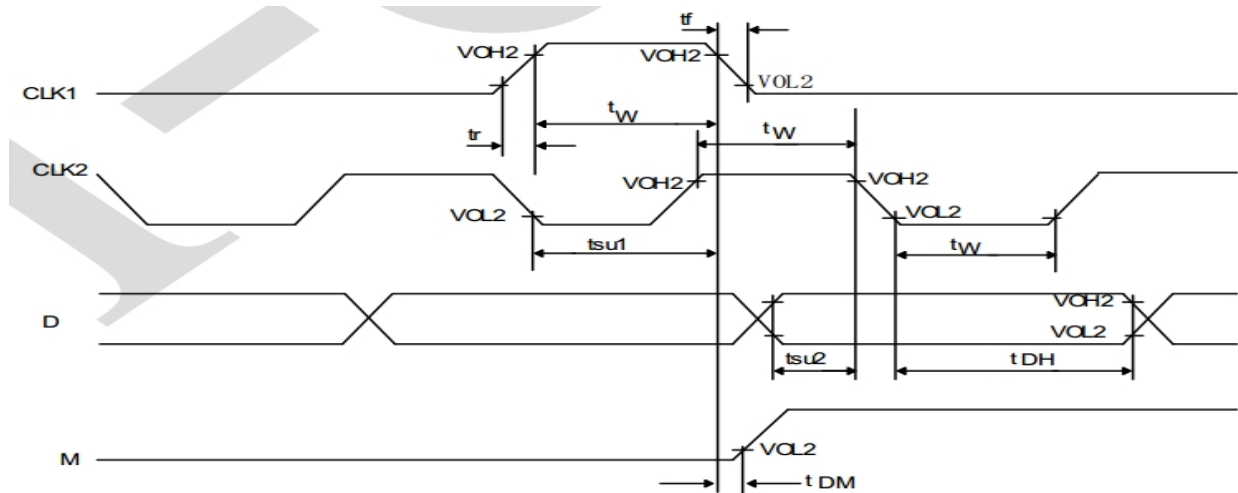 tf
VOH2
VOH2
VOL2
CLK1
tW
tr
tW
CLK2
VOH2
VOH2
VOL2
VOL2
tsu1
tW
D
VOH2
VOL2
tsu2
tDH
VOL2
M
tDM